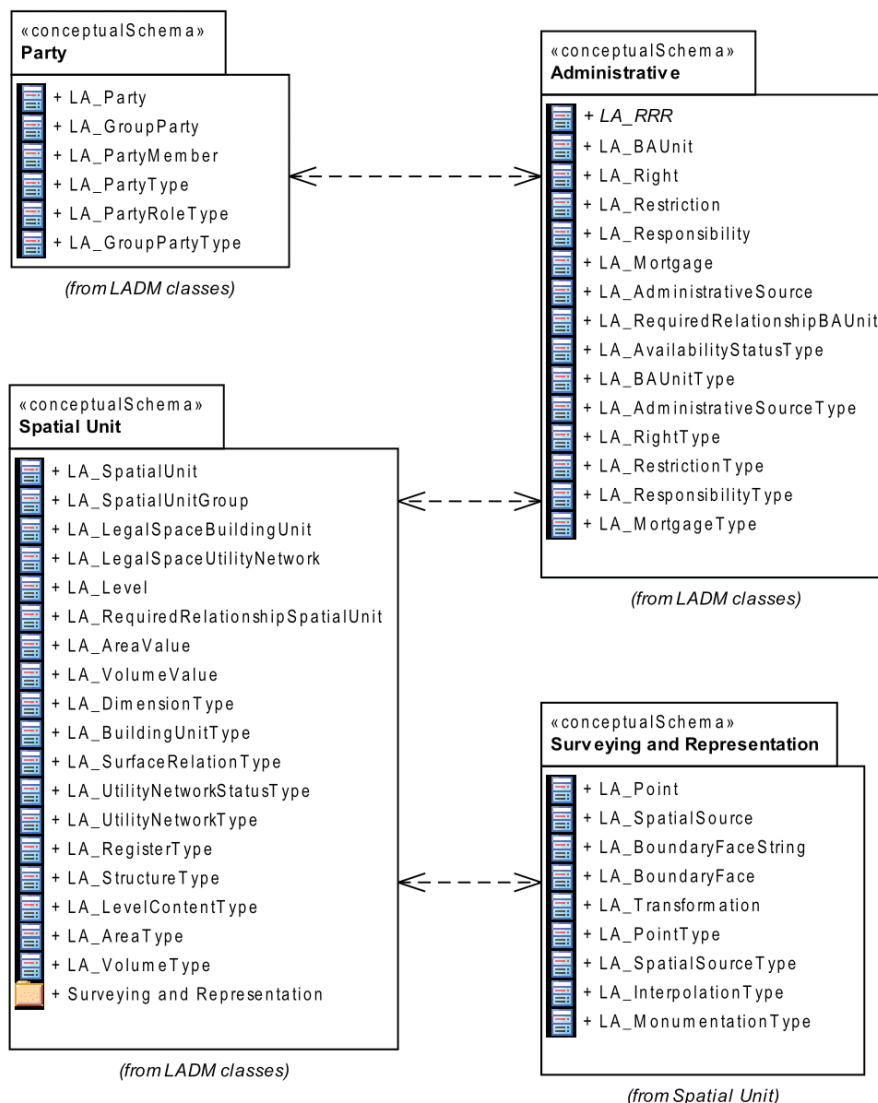 «conceptualSchema»
Party
+ LA_Party
+ LA_GroupParty
+ LA_PartyMember
+ LA_PartyType
+ LA_PartyRoleType
+ LA_GroupPartyType
(from LADM classes)
«conceptualSchema»
Administrative
+ LA_RRR
+ LA_BAUnit
+ LA_Right
+ LA_Restriction
+ LA_Responsibility
+ LA_Mortgage
+ LA_AdministrativeSource
+ LA_RequiredRelationshipBAUnit
+ LA_AvailabilityStatusType
+ LA_BAUnitType
+ LA_AdministrativeSourceType
+ LA_RightType
+ LA_RestrictionType
+ LA_ResponsibilityType
+ LA_MortgageType
(from LADM classes)
«conceptualSchema»
Spatial Unit
+ LA_SpatialUnit
+ LA_SpatialUnitGroup
+ LA_LegalSpaceBuildingUnit
+ LA_LegalSpaceUtilityNetwork
+ LA_Level
+ LA_RequiredRelationshipSpatialUnit
+ LA_AreaValue
+ LA_VolumeValue
+ LA_DimensionType
+ LA_BuildingUnitType
+ LA_SurfaceRelationType
+ LA_UtilityNetworkStatusType
+ LA_UtilityNetworkType
+ LA_RegisterType
+ LA_StructureType
+ LA_LevelContentType
+ LA_AreaType
+ LA_VolumeType
+ Surveying and Representation
(from LADM classes)
«conceptualSchema»
Surveying and Representation
+ LA_Point
+ LA_SpatialSource
+ LA_BoundaryFaceString
+ LA_BoundaryFace
+ LA_Transformation
+ LA_PointType
+ LA_SpatialSourceType
+ LA_InterpolationType
+ LA_MonumentationType
(from Spatial Unit)